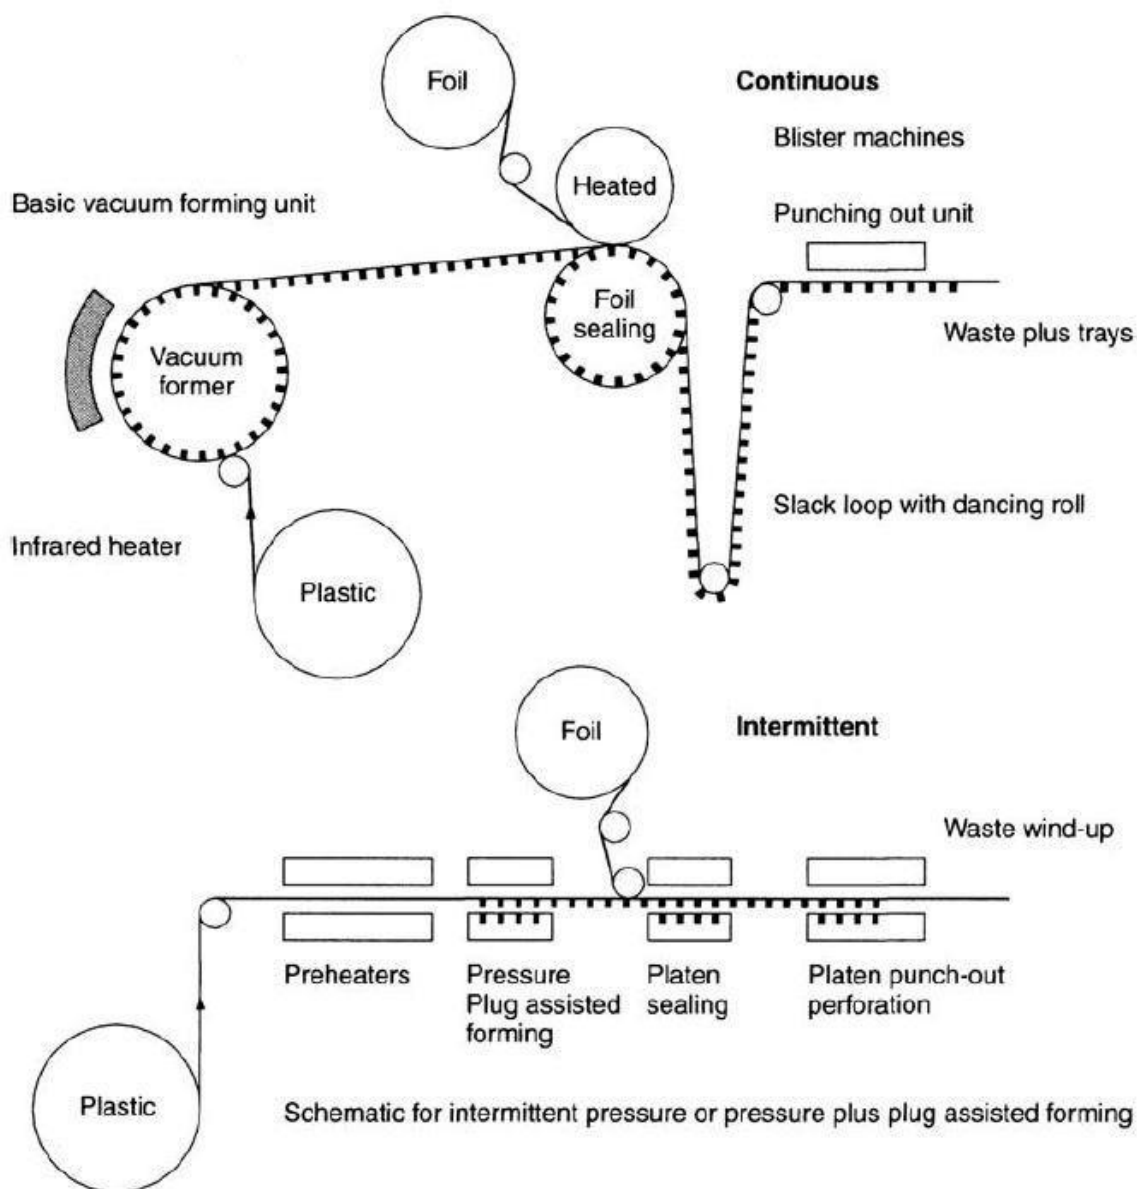 Foil
Continuous
Blister machines
Heated
Basic vacuum forming unit
Punching out unit
Foil
sealing
Waste plus trays
Vacuum
former
Slack loop with dancing roll
Infrared heater
Plastic
Foil
Intermittent
Waste wind-up
Preheaters
Pressure
Plug assisted
forming
Platen
sealing
Platen punch-out
perforation
Plastic
Schematic for intermittent pressure or pressure plus plug assisted forming